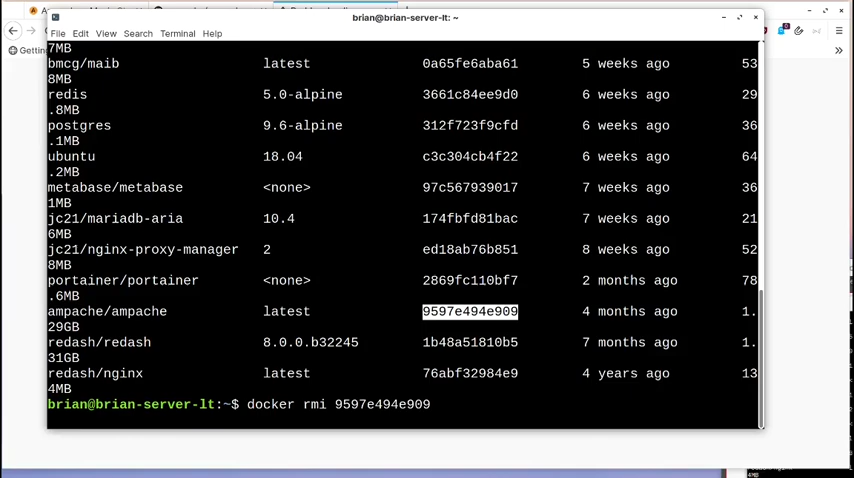 brian@brian-server-lt: ~
File Edit View Search Terminal Help
Getting
7MB
bmcg/maib latest 0a65fe6aba61 5 weeks ago 53
8MB
redis 5.0-alpine 3661c84ee9d0 6 weeks ago 29
.8MB
postgres 9.6-alpine 312f723f9cfd 6 weeks ago 36
.1MB
ubuntu 18.04 c3c304cb4f22 6 weeks ago 64
.2MB
metabase/metabase <none> 97c567939017 7 weeks ago 36
1MB
jc21/mariadb-aria 10.4 174fbfd81bac 7 weeks ago 21
6MB
jc21/nginx-proxy-manager 2 ed18ab76b851 8 weeks ago 52
8MB
portainer/portainer <none> 2869fc110bf7 2 months ago 78
.6MB
ampache/ampache latest 9597e494e909 4 months ago 1.
29GB
redash/redash 8.0.0.b32245 1b48a51810b5 7 months ago 1.
31GB
redash/nginx latest 76abf32984e9 4 years ago 13
4MB
brian@brian-server-lt:~$ docker rmi 9597e494e909